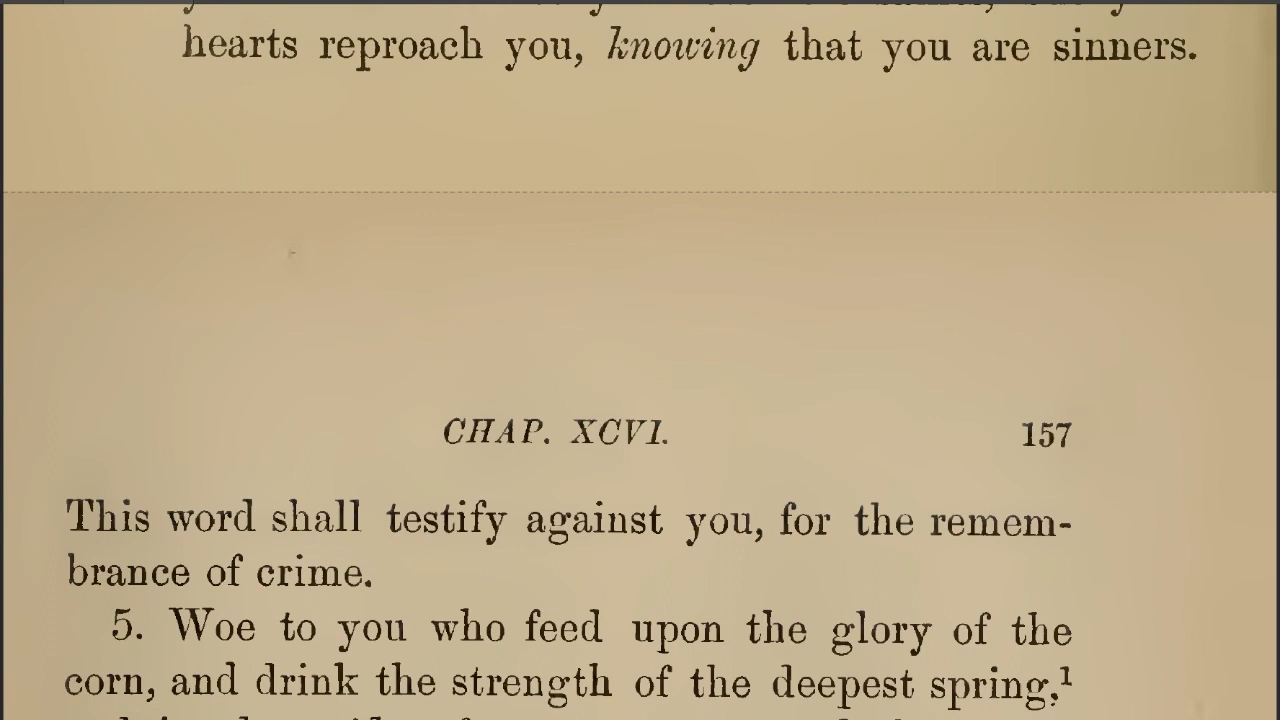 hearts reproach you, knowing that you are sinners.
CHAP. XCVI.
157
This word shall testify against you, for the remem-
brance of crime.
5. Woe to you who feed upon the glory of the
corn, and drink the strength of the deepest spring,¹